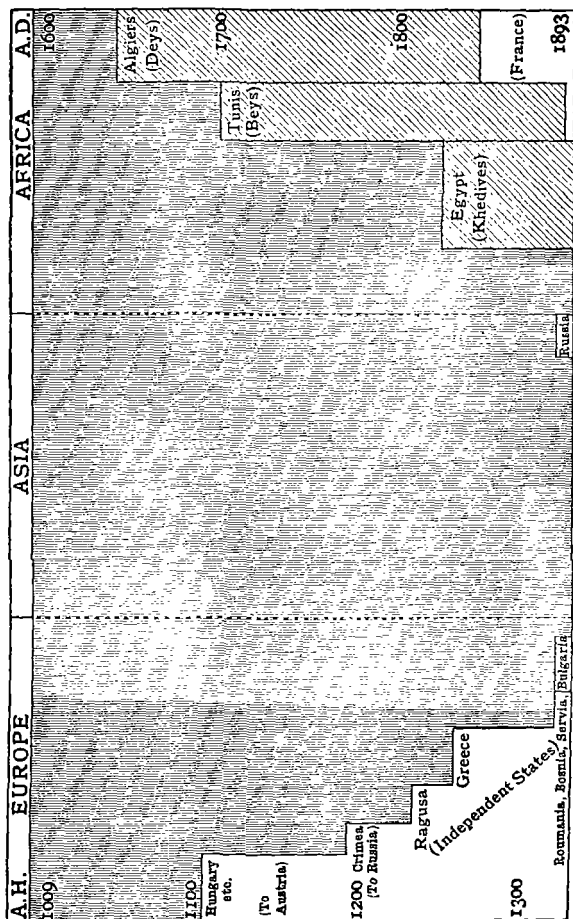 A.H.
EUROPE
ASIA
AFRICA
A.D.
1009
1600
Algiers
(Deys)
1100
Hungary
etc.
(To
Austria)
1700
Tunis
(Beys)
1200
Crimea
(To Russia)
1800
Ragusa
Egypt
(Khedives)
Greece
(Independent States)
(France)
1300
Roumania, Bosnia, Servia, Bulgaria
Russia
1893